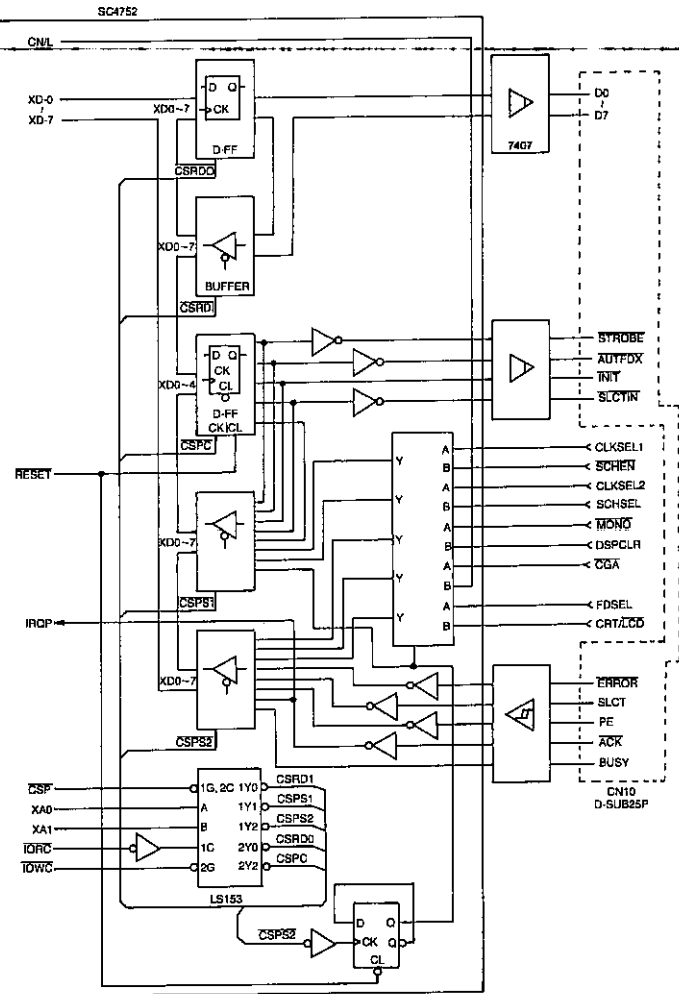 SC4752
CN/L
XD-0
~
XD-7
XD0~7
D Q
CK
D-FF
CSRDO
7407
D0
~
D7
XD0~7
BUFFER
CSRDI
D Q
CK
CL
XD0~4
D-FF
CK CL
CSPC
STROBE
AUTFDX
INIT
SLCTIN
RESET
Y A CLKSEL1
B SCHEN
Y A CLKSEL2
B SCHSEL
Y A MONO
B DSPCLR
Y A CGA
B
Y A FDSEL
B CRT/LCD
XD0~7
CSPS1
IRQP
XD0~7
CSPS2
ERROR
SLCT
PE
ACK
BUSY
CN10
D-SUB25P
CSP 1G, 2C 1Y0 CSRD1
XA0 A 1Y1 CSPS1
XA1 B 1Y2 CSPS2
IORC 1C 2Y0 CSRD0
IOWC 2G 2Y2 CSPC
LS153
CSPS2
D Q
CK Q
CL